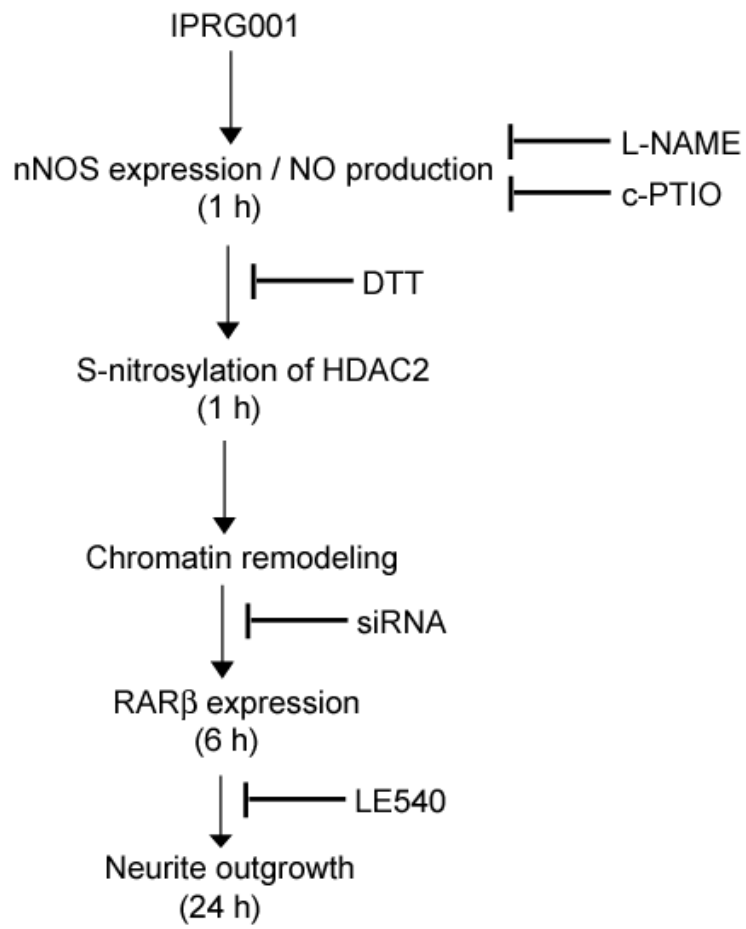 IPRG001
nNOS expression / NO production
(1 h)
L-NAME
c-PTIO
DTT
S-nitrosylation of HDAC2
(1 h)
Chromatin remodeling
siRNA
RARβ expression
(6 h)
LE540
Neurite outgrowth
(24 h)